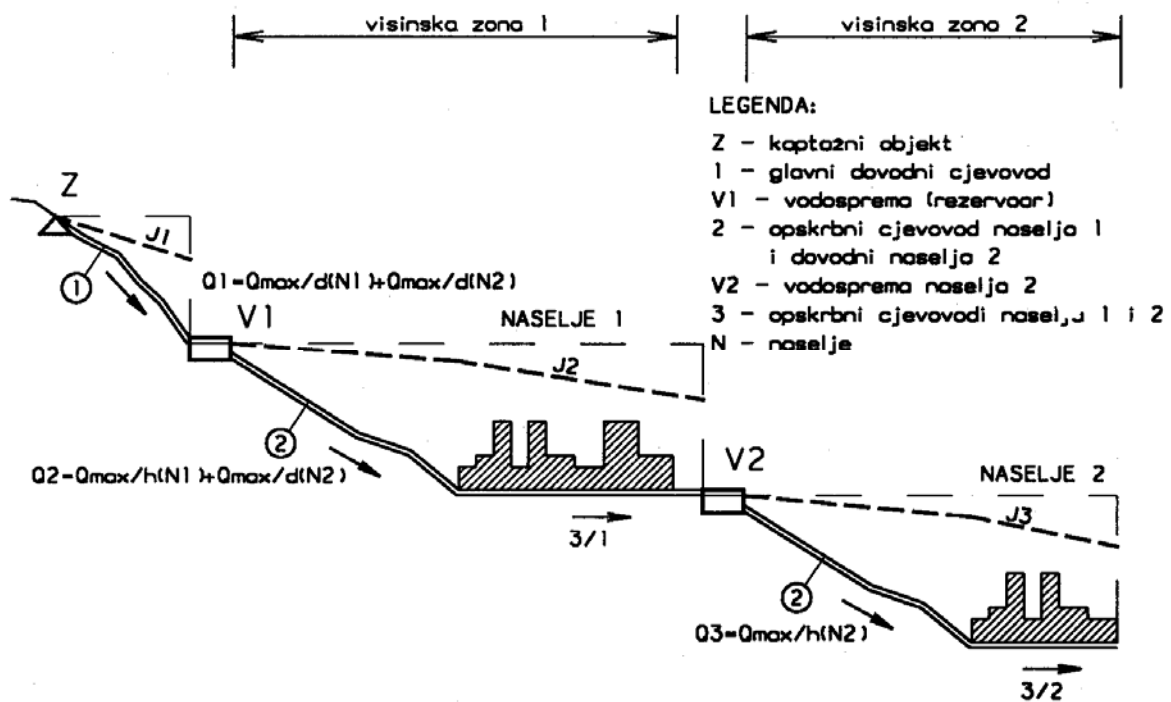 visinska zona 1
visinska zona 2
LEGENDA:
Z - kaptažni objekt
1 - glavni dovodni cjevovod
V1 - vodosprema (rezervoar)
2 - opskrbni cjevovod naselja 1
i dovodni naselja 2
V2 - vodosprema naselja 2
3 - opskrbni cjevovodi naselju 1 i 2
N - naselje
Z
J1
1
Q1=Qmax/d(N1)+Qmax/d(N2)
V1
NASELJE 1
J2
2
Q2=Qmax/h(N1)+Qmax/d(N2)
V2
NASELJE 2
J3
3/1
2
Q3=Qmax/h(N2)
3/2